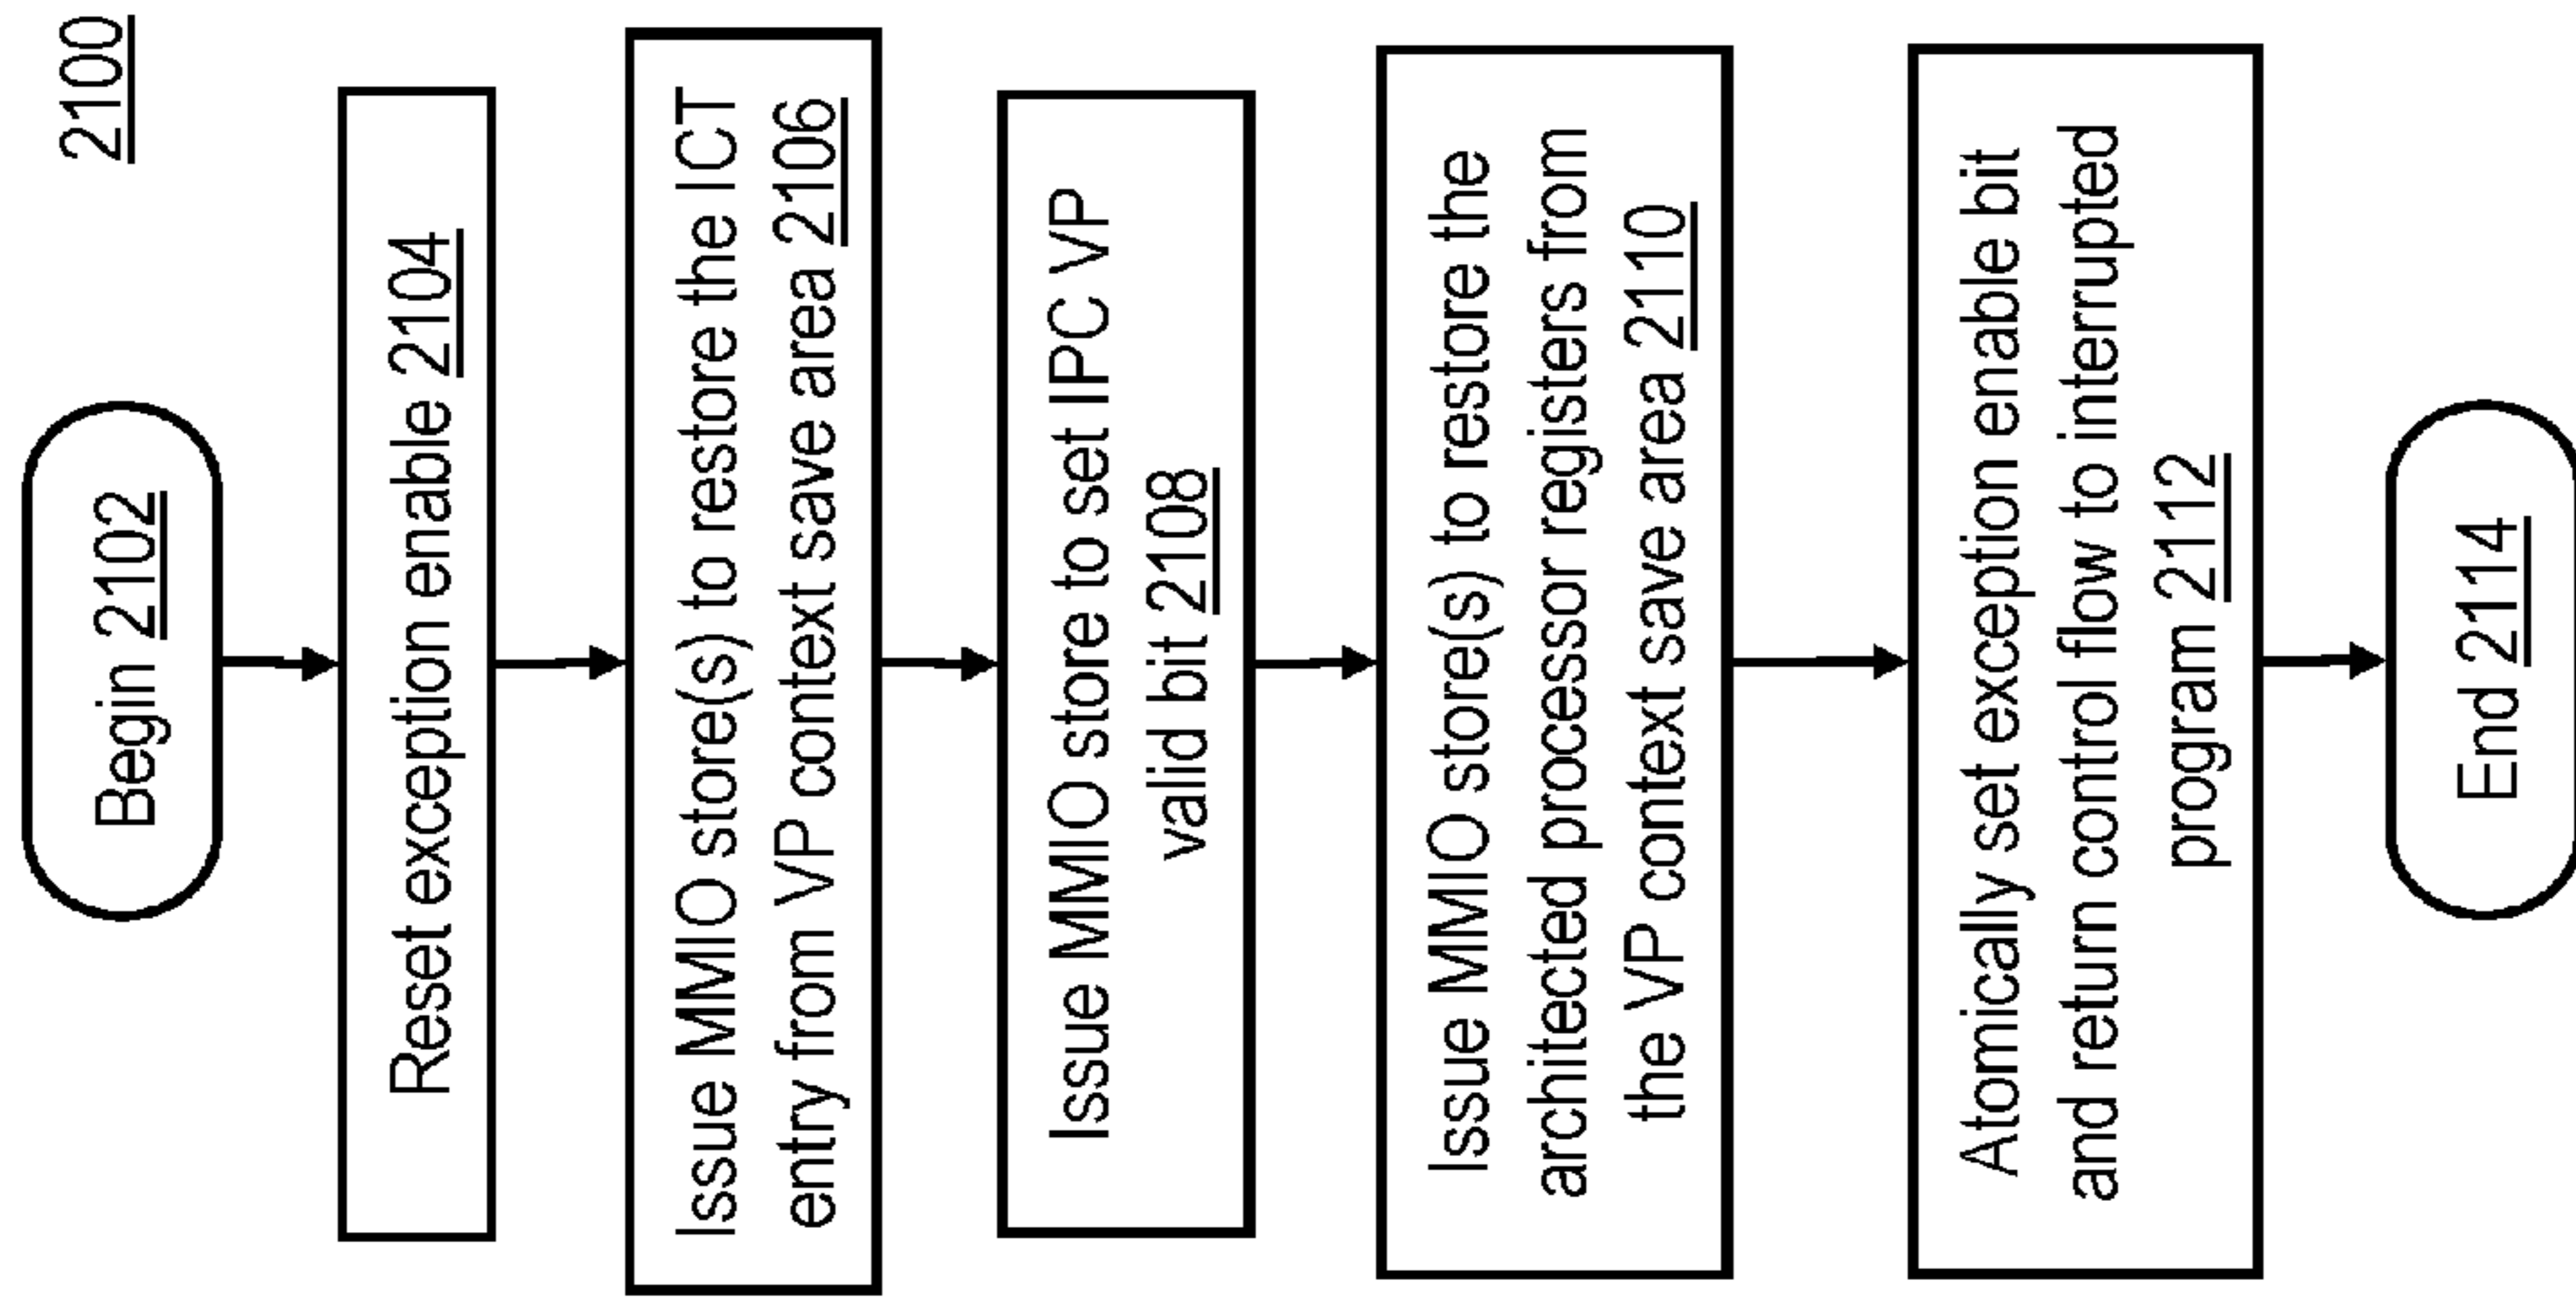 2100
Begin 2102
Reset exception enable 2104
Issue MMIO store(s) to restore the ICT
entry from VP context save area 2106
Issue MMIO store to set IPC VP
valid bit 2108
Issue MMIO store(s) to restore the
architected processor registers from
the VP context save area 2110
Atomically set exception enable bit
and return control flow to interrupted
program 2112
End 2114